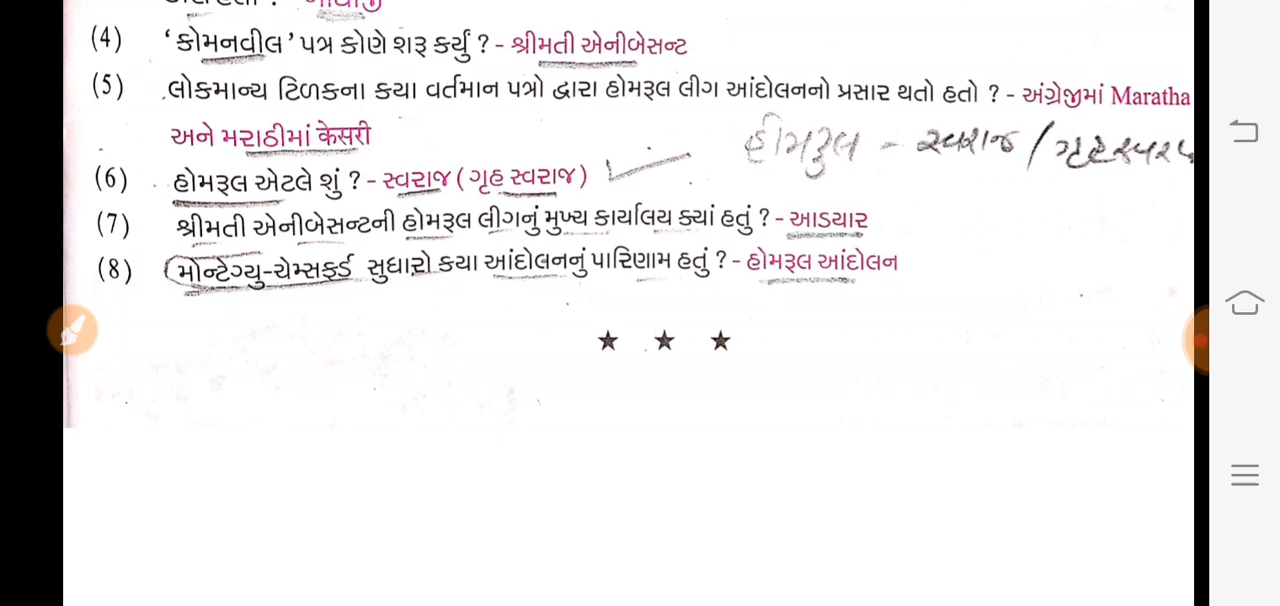 (4) 'કોમનવીલ' પત્ર કોણે શરૂ કર્યું ? - શ્રીમતી એનીબેસન્ટ
(5) લોકમાન્ય ટિળકના કયા વર્તમાન પત્રો દ્વારા હોમરૂલ લીગ આંદોલનનો પ્રસાર થતો હતો ? - અંગ્રેજીમાં Maratha
અને મરાઠીમાં केसरी
હોમરૂલ - સ્વરાજ /
(6) હોમરૂલ એટલે શું ? - સ્વરાજ ( ગૃહ સ્વરાજ )
(7) શ્રીમતી એનીબેસન્ટની હોમરૂલ લીગનું મુખ્ય કાર્યાલય ક્યાં હતું ? - આડયાર
(8) મોન્ટેગ્યુ-ચેમ્સફર્ડ સુધારો કયા આંદોલનનું પારિણામ હતું ? - હોમરૂલ આંદોલન